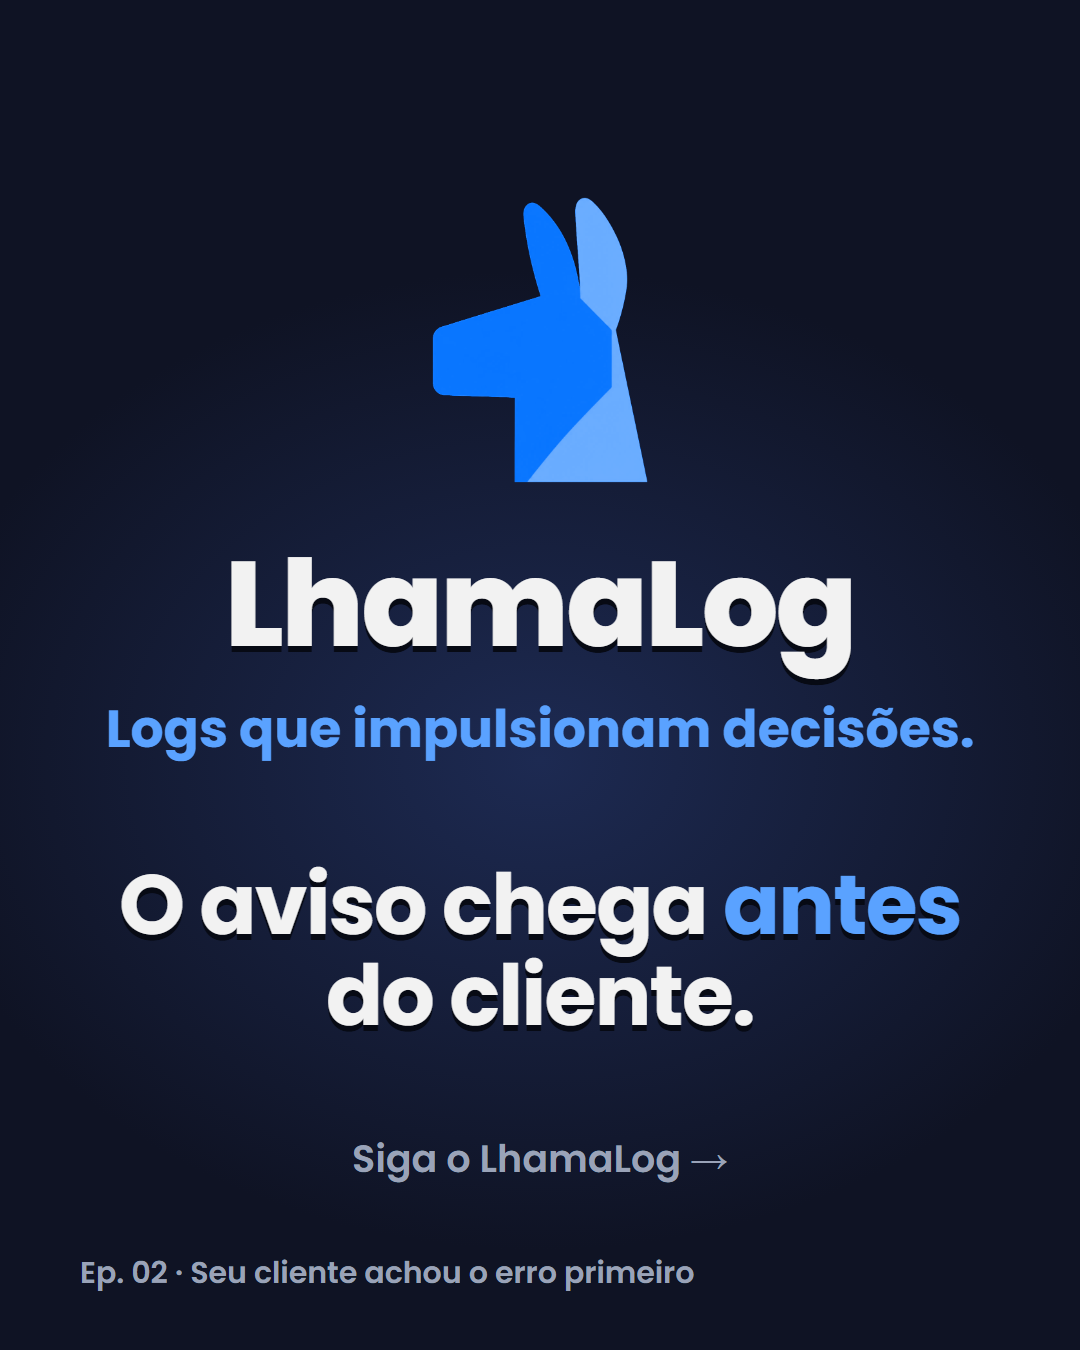 LhamaLog
Logs que impulsionam decisões.
O aviso chega antes
do cliente.
Siga o LhamaLog →
Ep. 02 · Seu cliente achou o erro primeiro